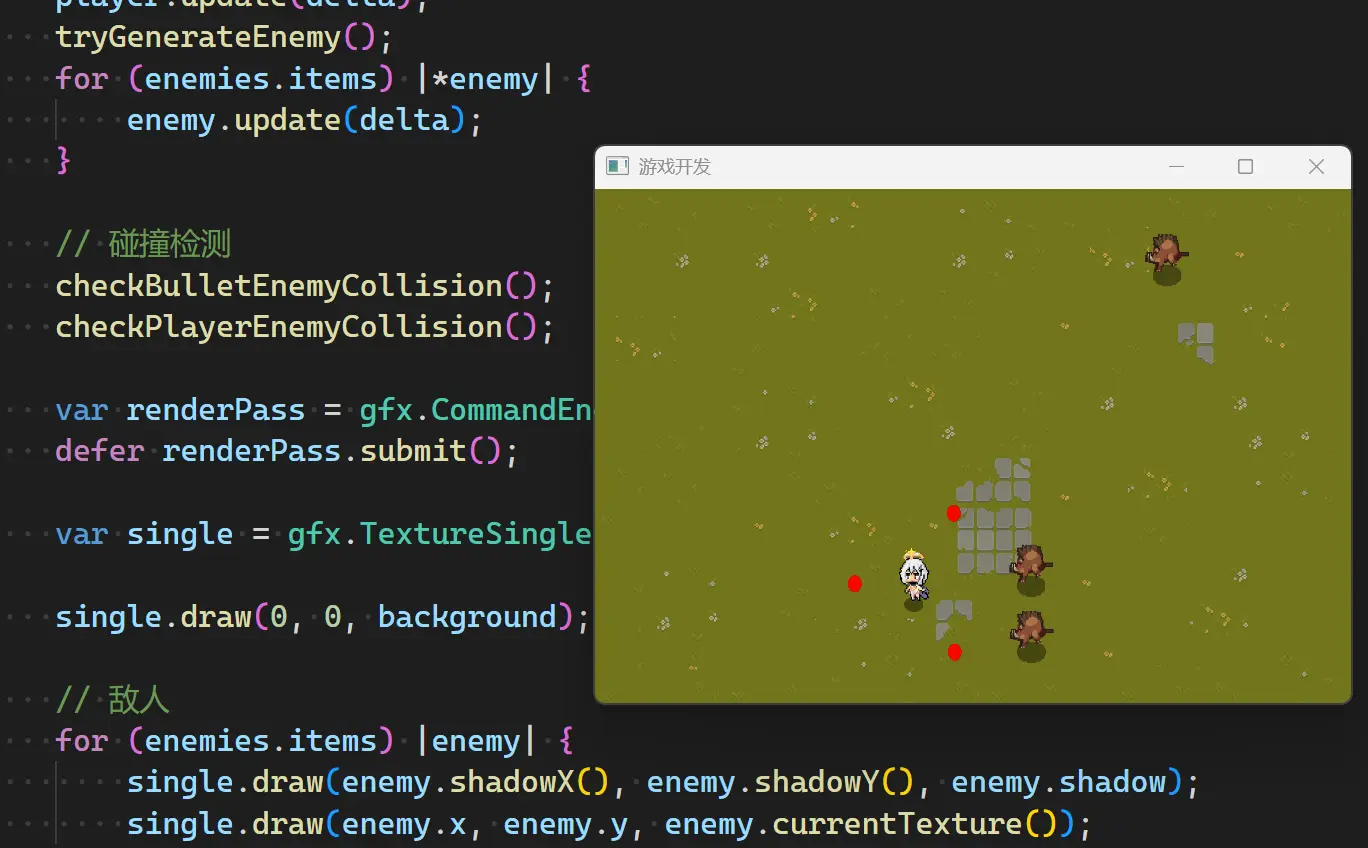 player.update(delta);
tryGenerateEnemy();
for (enemies.items) |*enemy| {
enemy.update(delta);
}
游戏开发
// 碰撞检测
checkBulletEnemyCollision();
checkPlayerEnemyCollision();
var renderPass = gfx.CommandEn
defer renderPass.submit();
var single = gfx.TextureSingle
single.draw(0, 0, background);
// 敌人
for (enemies.items) |enemy| {
single.draw(enemy.shadowX(), enemy.shadowY(), enemy.shadow);
single.draw(enemy.x, enemy.y, enemy.currentTexture());